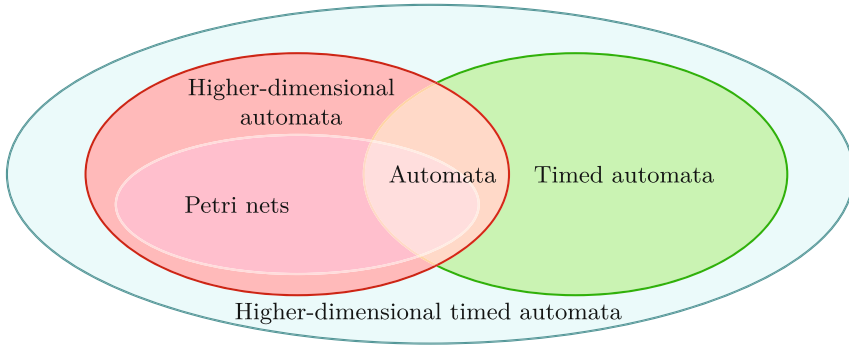 Higher-dimensional
automata
Automata
Timed automata
Petri nets
Higher-dimensional timed automata